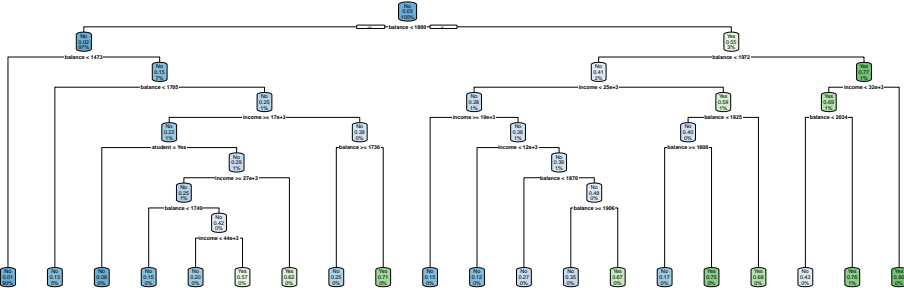 No
0.03
100%
balance < 1800
No
0.02
97%
Yes
0.55
3%
balance < 1473
balance < 1972
No
0.15
7%
No
0.41
2%
Yes
0.77
1%
balance < 1705
income < 25e+3
income < 32e+3
No
0.25
1%
No
0.28
1%
Yes
0.59
1%
Yes
0.69
1%
income >= 17e+3
income >= 19e+3
balance < 1825
balance < 2034
No
0.22
1%
No
0.39
0%
No
0.36
1%
No
0.40
0%
student = Yes
balance >= 1736
income < 12e+3
balance >= 1808
No
0.29
1%
No
0.39
1%
income >= 27e+3
balance < 1870
No
0.25
1%
No
0.48
0%
balance < 1749
balance >= 1906
No
0.42
0%
income < 44e+3
No
0.01
90%
No
0.13
5%
No
0.08
0%
No
0.15
0%
No
0.20
0%
Yes
0.57
0%
Yes
0.62
0%
No
0.25
0%
Yes
0.71
0%
No
0.15
0%
No
0.12
0%
No
0.27
0%
No
0.35
0%
Yes
0.67
0%
No
0.17
0%
Yes
0.75
0%
Yes
0.68
0%
No
0.43
0%
Yes
0.76
1%
Yes
0.90
0%